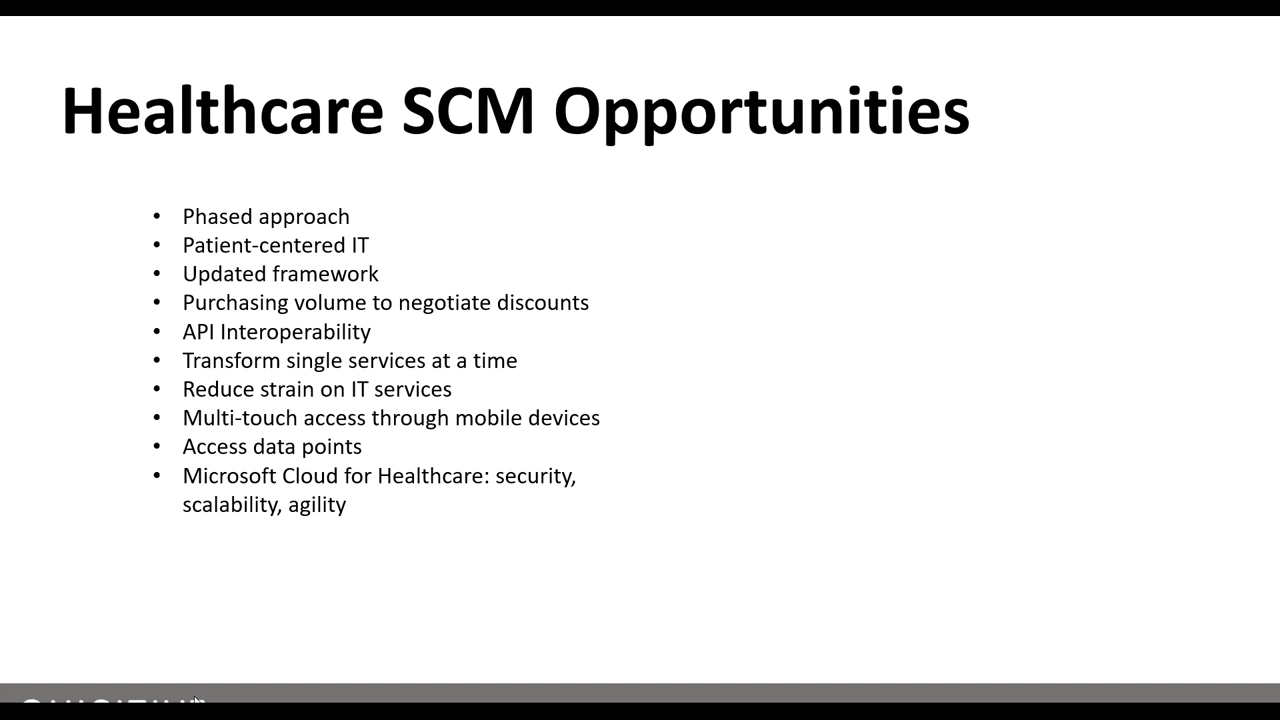 Healthcare SCM Opportunities
• Phased approach
• Patient-centered IT
• Updated framework
• Purchasing volume to negotiate discounts
• API Interoperability
• Transform single services at a time
• Reduce strain on IT services
• Multi-touch access through mobile devices
• Access data points
• Microsoft Cloud for Healthcare: security,
scalability, agility